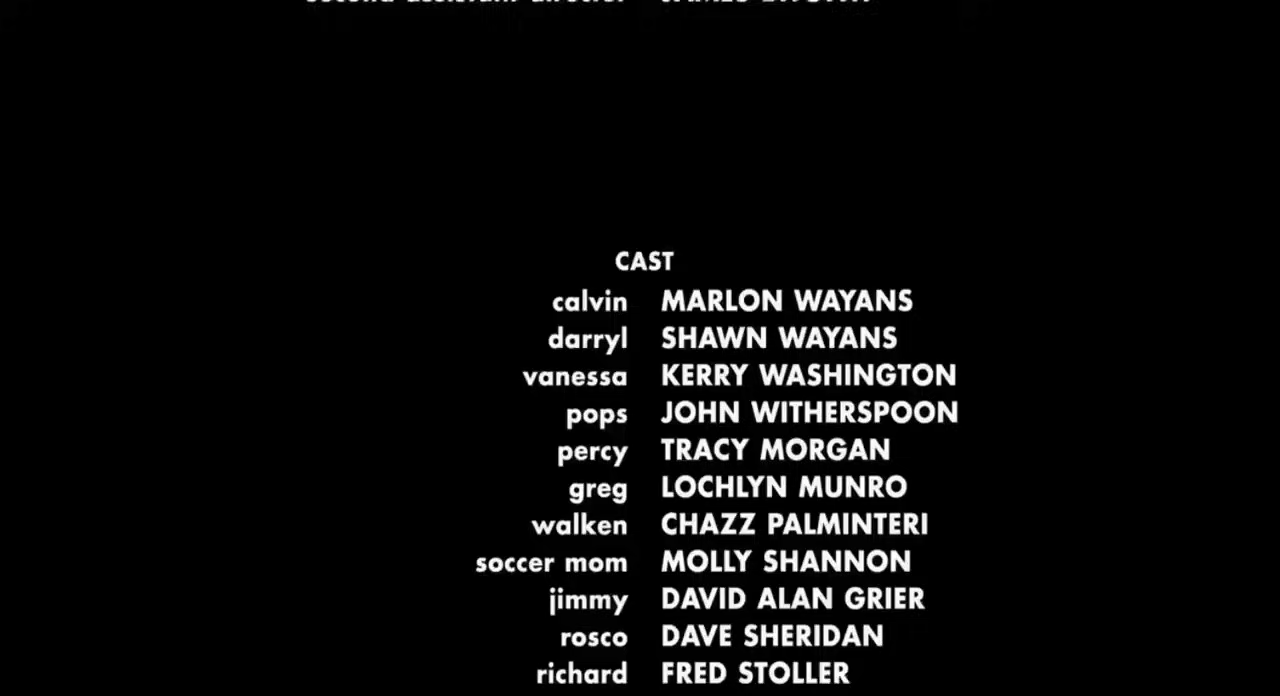 CAST
calvin MARLON WAYANS
darryl SHAWN WAYANS
vanessa KERRY WASHINGTON
pops JOHN WITHERSPOON
percy TRACY MORGAN
greg LOCHLYN MUNRO
walken CHAZZ PALMINTERI
soccer mom MOLLY SHANNON
jimmy DAVID ALAN GRIER
rosco DAVE SHERIDAN
richard FRED STOLLER